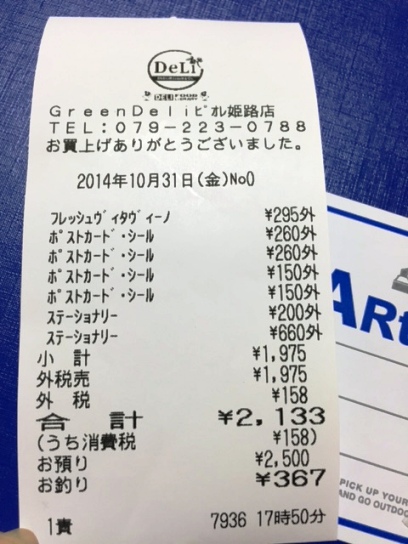 DeLi
DELI FOOD
GreenDeliﾋﾟﾙ姫路店
TEL:079-223-0788
お買上げありがとうございました。
2014年10月31日(金)No0
ﾌﾚｯｼｭｳﾞｨﾀｳﾞｨｰﾉ ¥295外
ﾎﾟｽﾄｶｰﾄﾞ・ｼｰﾙ ¥260外
ﾎﾟｽﾄｶｰﾄﾞ・ｼｰﾙ ¥260外
ﾎﾟｽﾄｶｰﾄﾞ・ｼｰﾙ ¥150外
ﾎﾟｽﾄｶｰﾄﾞ・ｼｰﾙ ¥150外
ｽﾃｰｼｮﾅﾘｰ ¥200外
ｽﾃｰｼｮﾅﾘｰ ¥660外
小計 ¥1,975
外税売 ¥1,975
外税 ¥158
合計 ¥2,133
(うち消費税 ¥158)
お預り ¥2,500
お釣り ¥367
1責 7936 17時50分
ARt
PICK UP YOUR
AND GO OUTDOO